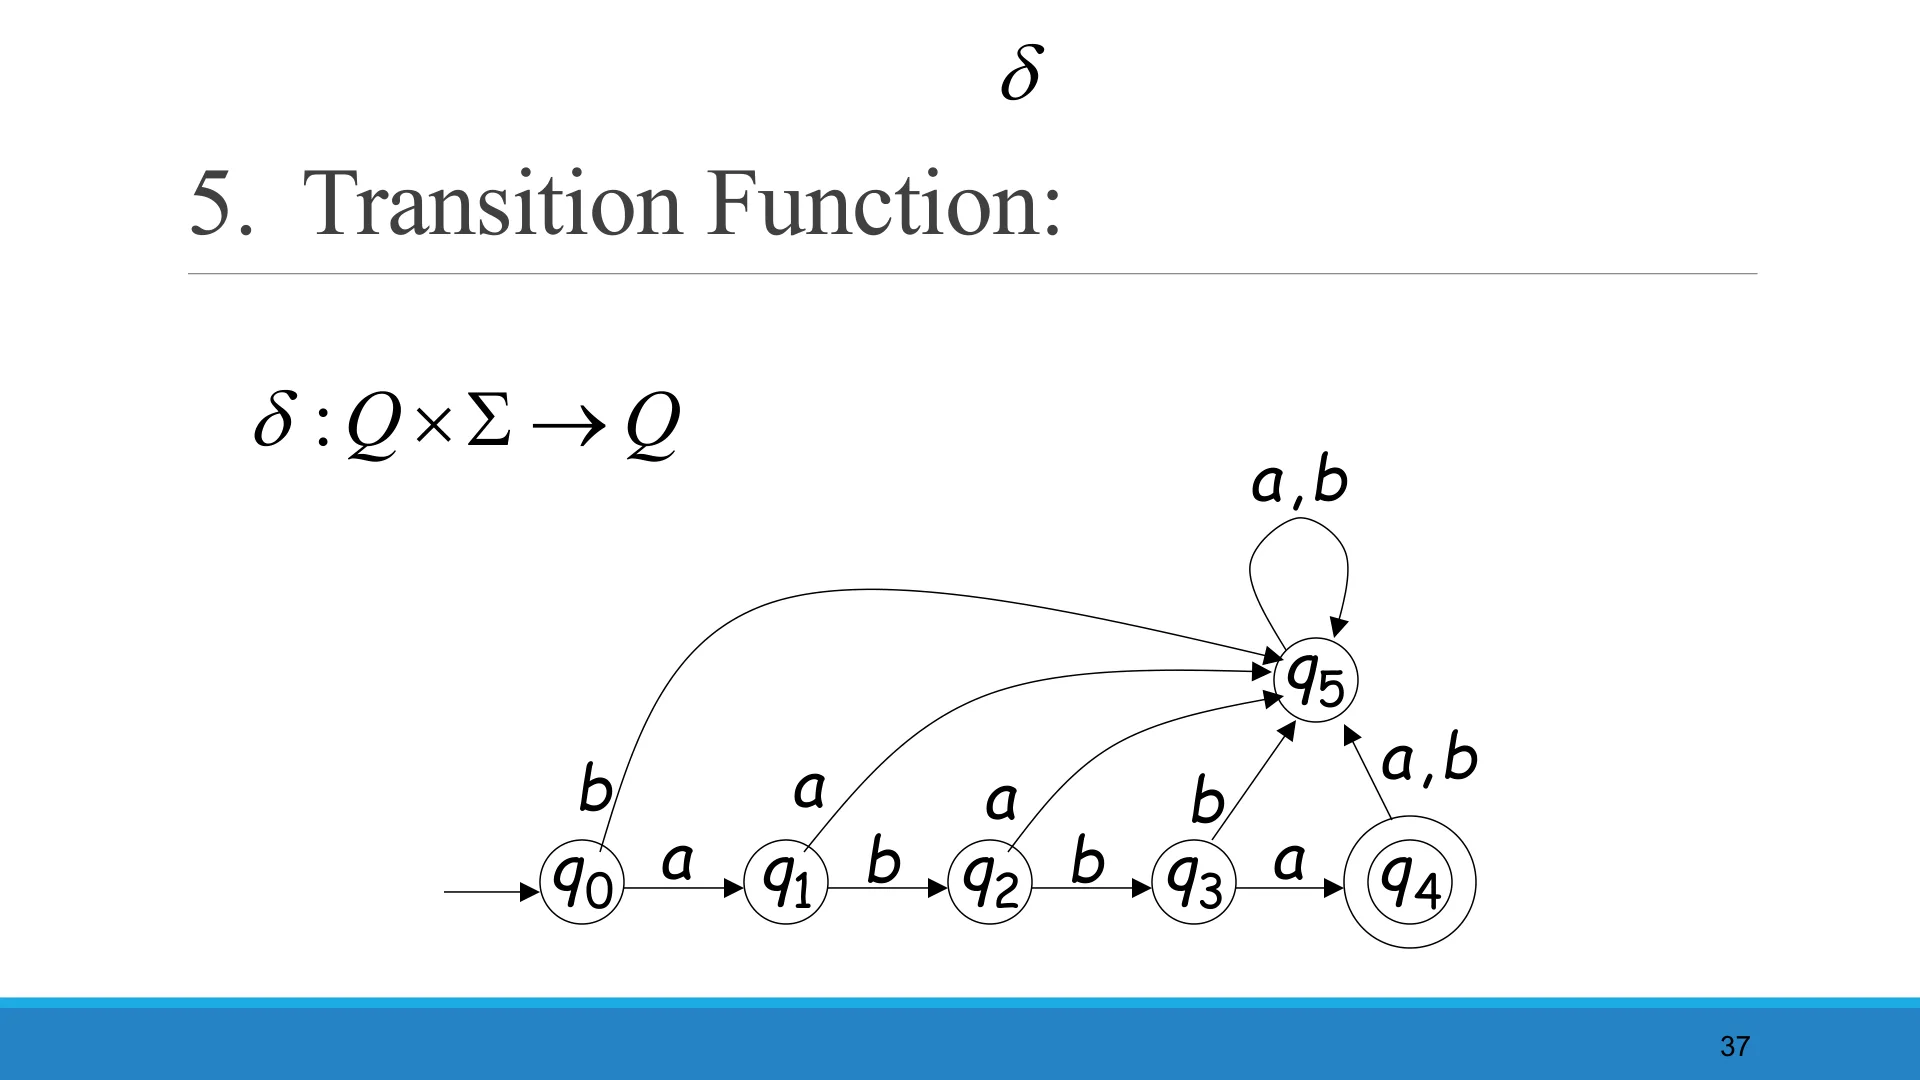 δ
5. Transition Function:
δ : Q × Σ → Q
a,b
q5
a,b
b a a b
a b b a
q0 q1 q2 q3 q4
37